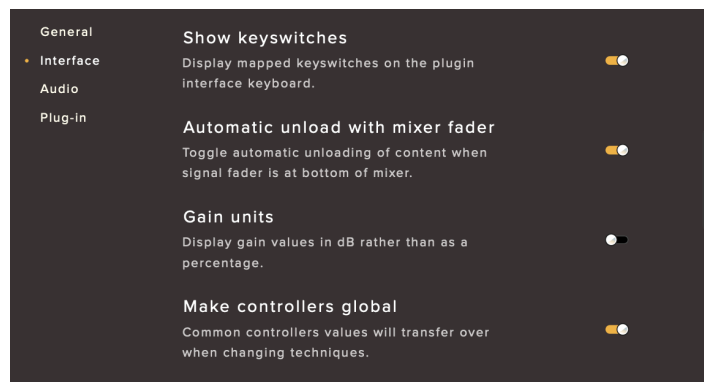 General
Interface
Audio
Plug-in
Show keyswitches
Display mapped keyswitches on the plugin
interface keyboard.
Automatic unload with mixer fader
Toggle automatic unloading of content when
signal fader is at bottom of mixer.
Gain units
Display gain values in dB rather than as a
percentage.
Make controllers global
Common controllers values will transfer over
when changing techniques.